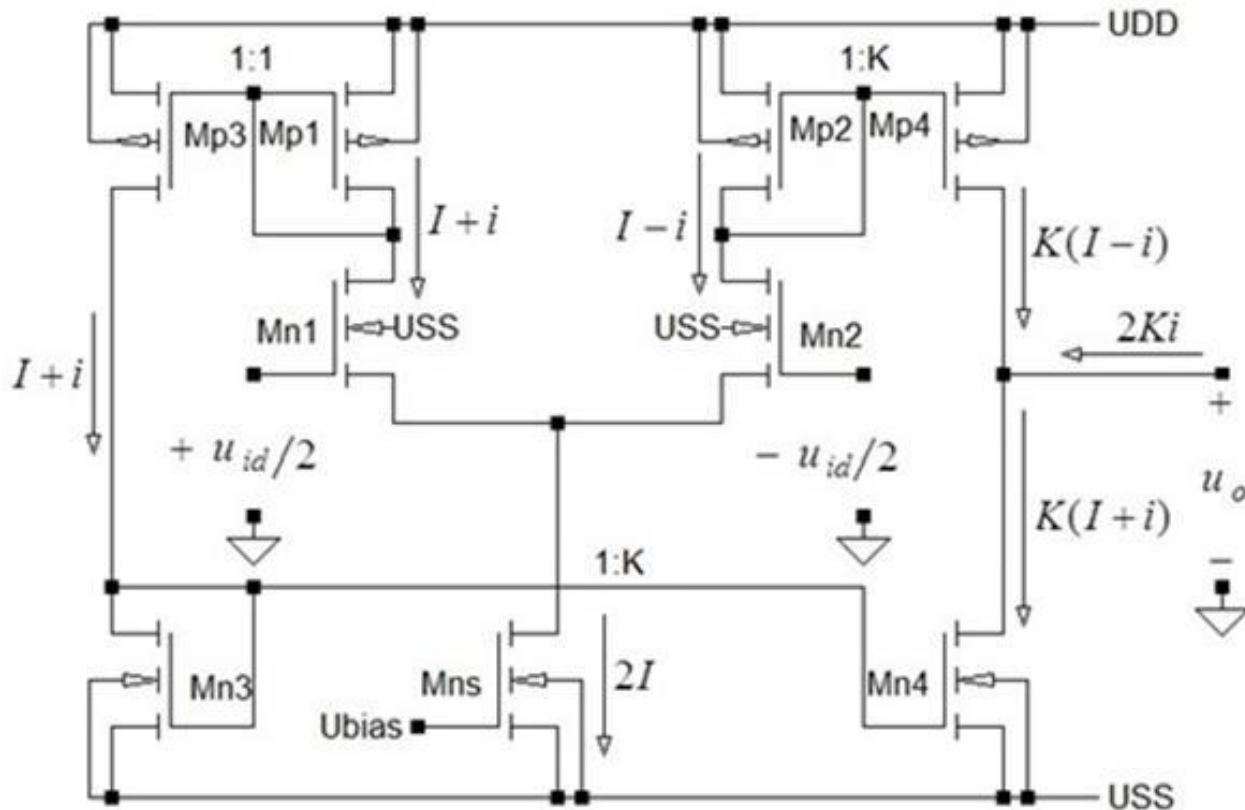 UDD
1:1
1:K
Mp3
Mp1
Mp2
Mp4
I + i
I − i
K(I − i)
Mn1
USS
USS
Mn2
2Ki
I + i
+ u_id/2
− u_id/2
+
u_o
−
K(I + i)
1:K
Mn3
Mns
2I
Mn4
Ubias
USS